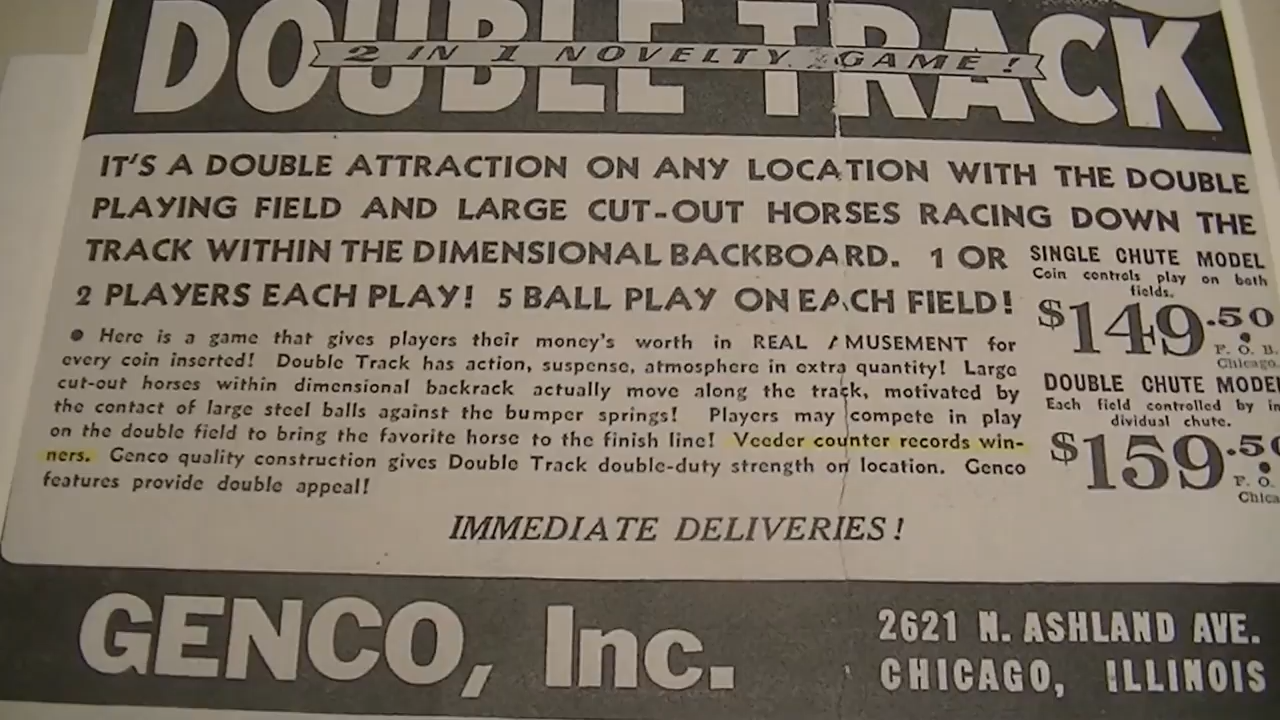 DOUBLE TRACK
2 IN 1 NOVELTY GAME!
IT'S A DOUBLE ATTRACTION ON ANY LOCATION WITH THE DOUBLE
PLAYING FIELD AND LARGE CUT-OUT HORSES RACING DOWN THE
TRACK WITHIN THE DIMENSIONAL BACKBOARD. 1 OR
2 PLAYERS EACH PLAY! 5 BALL PLAY ON EACH FIELD!
● Here is a game that gives players their money's worth in REAL AMUSEMENT for
every coin inserted! Double Track has action, suspense, atmosphere in extra quantity! Large
cut-out horses within dimensional backrack actually move along the track, motivated by
the contact of large steel balls against the bumper springs! Players may compete in play
on the double field to bring the favorite horse to the finish line! Veeder counter records win-
ners. Genco quality construction gives Double Track double-duty strength on location. Genco
features provide double appeal!
SINGLE CHUTE MODEL
Coin controls play on both
fields.
$149.50
F. O. B.
Chicago.
DOUBLE CHUTE MODEL
Each field controlled by in
dividual chute.
$159.50
F. O.
Chica
IMMEDIATE DELIVERIES!
GENCO, Inc.
2621 N. ASHLAND AVE.
CHICAGO, ILLINOIS